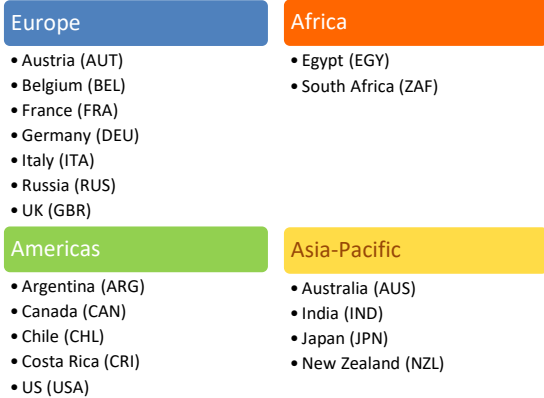 Europe
• Austria (AUT)
• Belgium (BEL)
• France (FRA)
• Germany (DEU)
• Italy (ITA)
• Russia (RUS)
• UK (GBR)
Africa
• Egypt (EGY)
• South Africa (ZAF)
Americas
• Argentina (ARG)
• Canada (CAN)
• Chile (CHL)
• Costa Rica (CRI)
• US (USA)
Asia-Pacific
• Australia (AUS)
• India (IND)
• Japan (JPN)
• New Zealand (NZL)